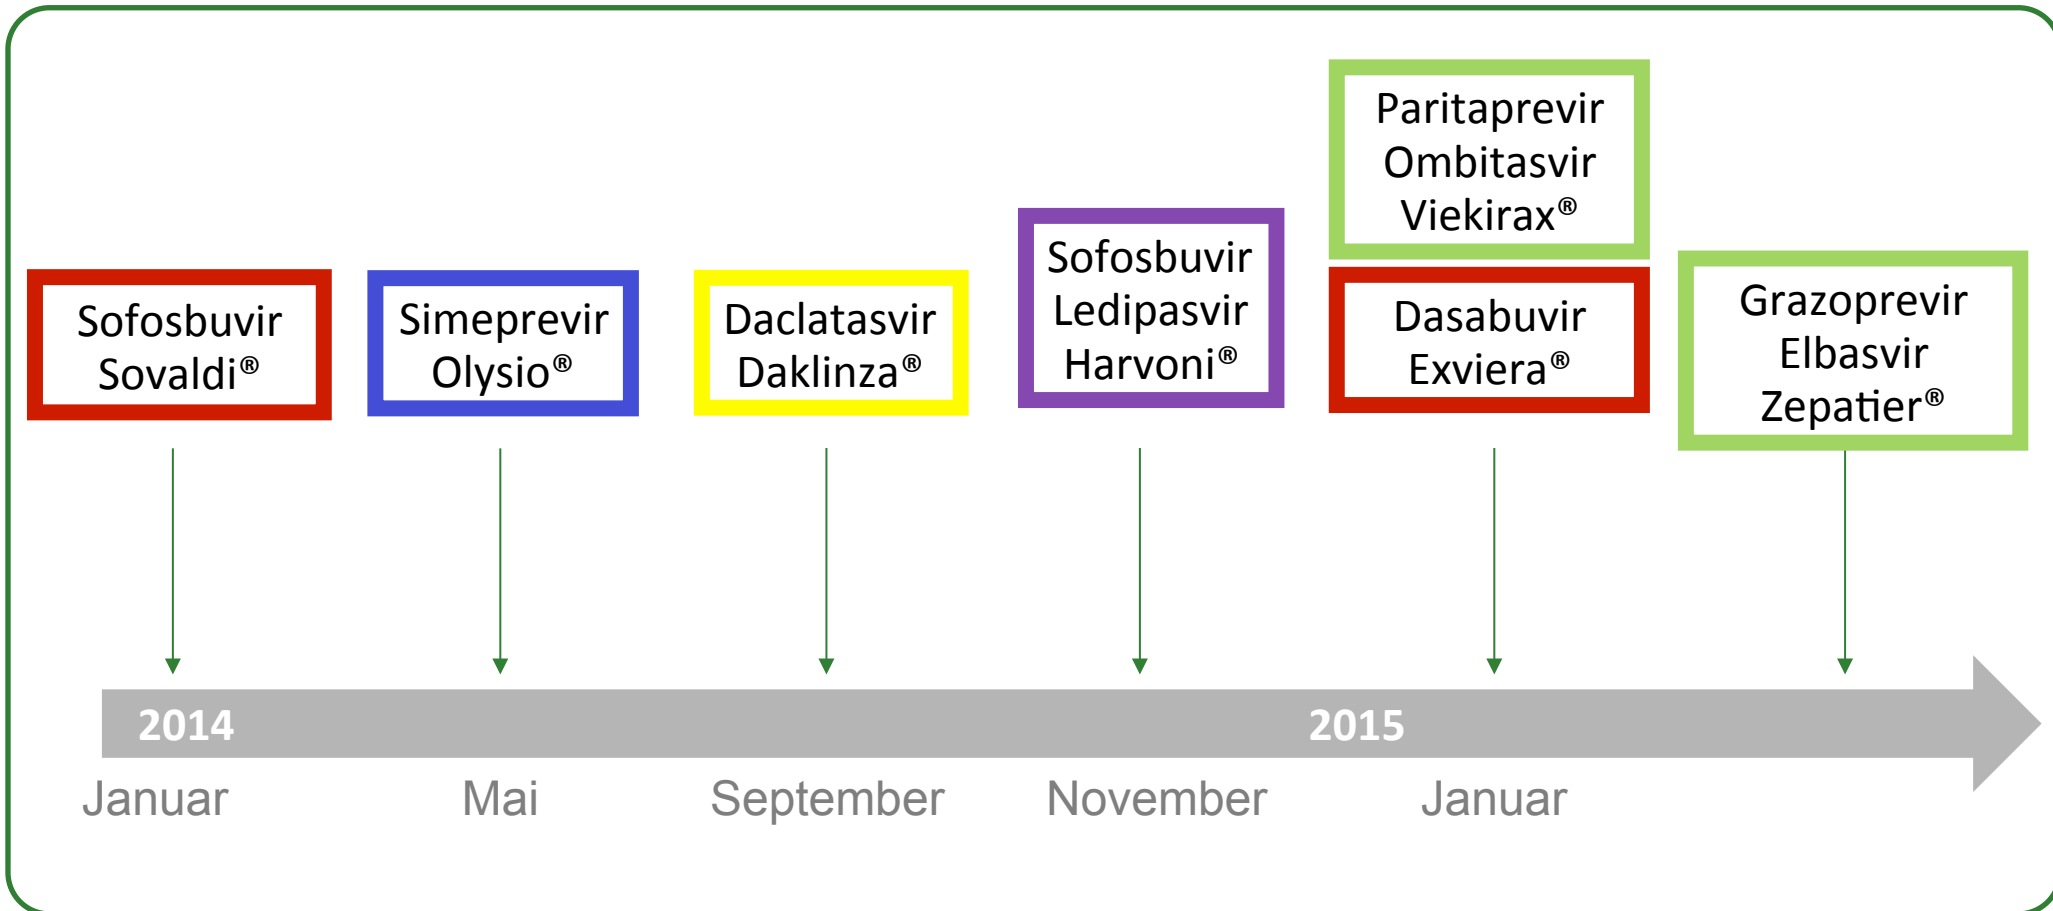 Paritaprevir
Ombitasvir
Viekirax®
Sofosbuvir
Sovaldi®
Simeprevir
Olysio®
Daclatasvir
Daklinza®
Sofosbuvir
Ledipasvir
Harvoni®
Dasabuvir
Exviera®
Grazoprevir
Elbasvir
Zepatier®
2014
2015
Januar
Mai
September
November
Januar